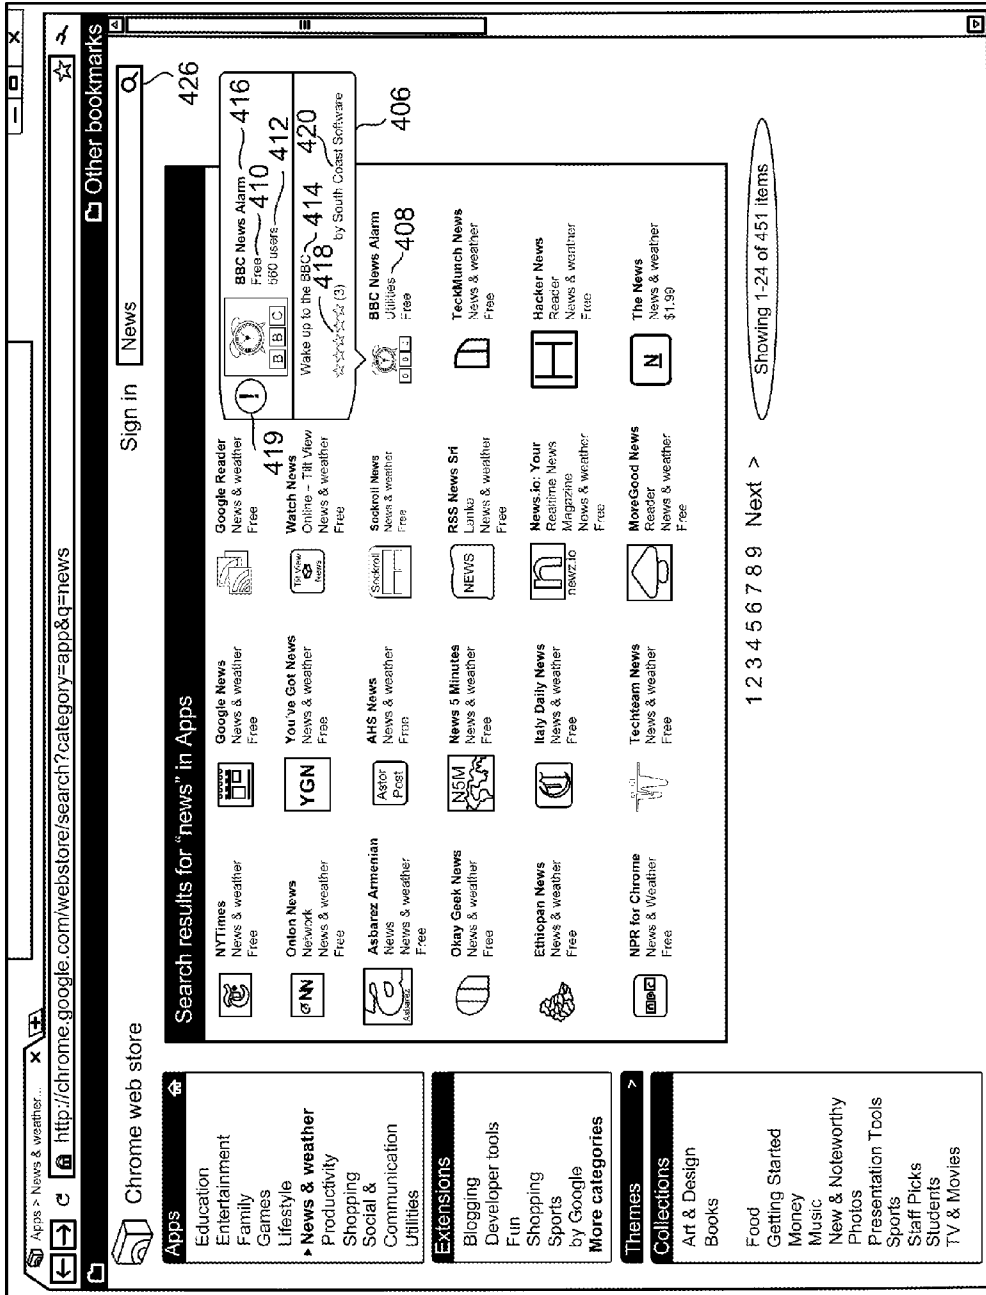 Apps > News & weather...
×
http://chrome.google.com/webstore/search?category=app&q=news
Other bookmarks
Chrome web store
Sign in
News
426
Apps
Education
Entertainment
Family
Games
Lifestyle
News & weather
Productivity
Shopping
Social &
Communication
Utilities
Extensions
Blogging
Developer tools
Fun
Shopping
Sports
by Google
More categories
Themes >
Collections
Art & Design
Books
Food
Getting Started
Money
Music
New & Noteworthy
Photos
Presentation Tools
Sports
Staff Picks
Students
TV & Movies
Search results for "news" in Apps
NYTimes
News & weather
Free
Google News
News & weather
Free
Google Reader
News & weather
Free
419
!
B B C
BBC News Alarm
416
Free
410
560 users
412
Wake up to the BBC
414
420
418
(3)
by South Coast Software
406
NN
Onlon News
Network
News & weather
Free
YGN
You've Got News
News & weather
Free
Tilt View
News
Watch News
Online – Tilt View
News & weather
Free
Asbarez
Asbarez Armenian
News
News & weather
Free
Astor
Post
AHS News
News & weather
Free
Sockroll
Sockroll News
News & weather
Free
BBC News Alarm
Utilities
408
Free
Okay Geek News
News & weather
Free
N5M
News 5 Minutes
News & weather
Free
NEWS
RSS News Sri
Lanka
News & weather
Free
TeckMunch News
News & weather
Free
Ethiopan News
News & weather
Free
Italy Daily News
News & weather
Free
n
newz.io
News.io: Your
Realtime News
Magazine
News & weather
Free
H
Hacker News
Reader
News & weather
Free
NPR for Chrome
News & Weather
Free
Techteam News
News & weather
Free
MoreGood News
Reader
News & weather
Free
N
The News
News & weather
$1.99
1 2 3 4 5 6 7 8 9 Next >
Showing 1-24 of 451 items